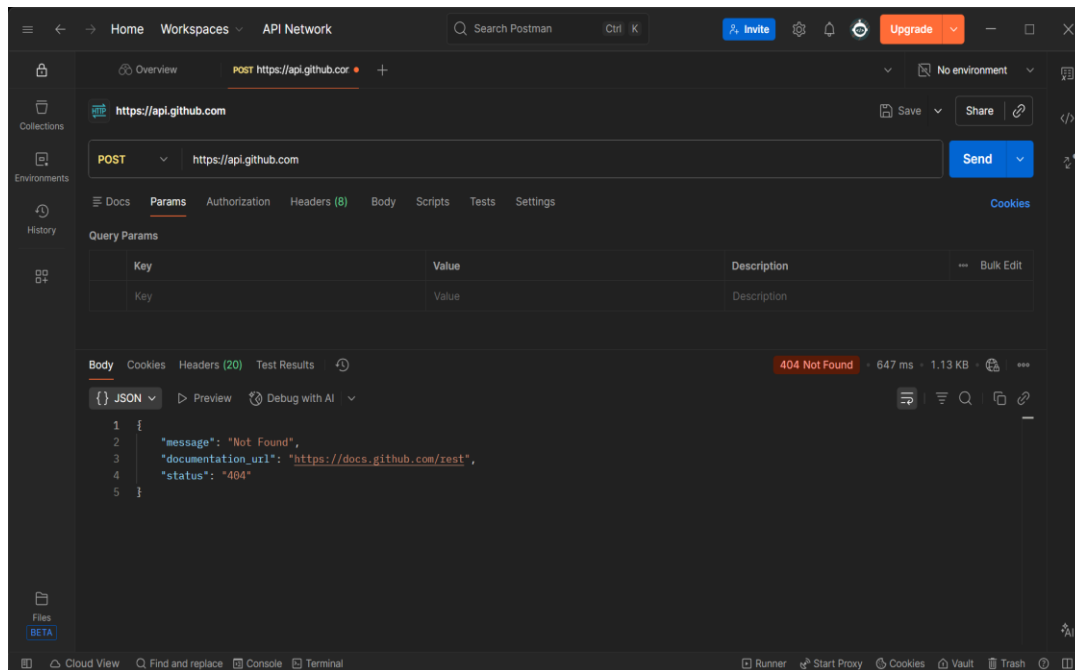 Home Workspaces API Network Search Postman Ctrl K Invite Upgrade
Overview POST https://api.github.cor No environment
HTTP https://api.github.com Save Share
Collections
POST https://api.github.com Send
Environments
Docs Params Authorization Headers (8) Body Scripts Tests Settings Cookies
History
Query Params
Key Value Description Bulk Edit
Key Value Description
Body Cookies Headers (20) Test Results 404 Not Found 647 ms 1.13 KB
{} JSON Preview Debug with AI
1 {
2 "message": "Not Found",
3 "documentation_url": "https://docs.github.com/rest",
4 "status": "404"
5 }
Files
BETA
AI
Cloud View Find and replace Console Terminal Runner Start Proxy Cookies Vault Trash